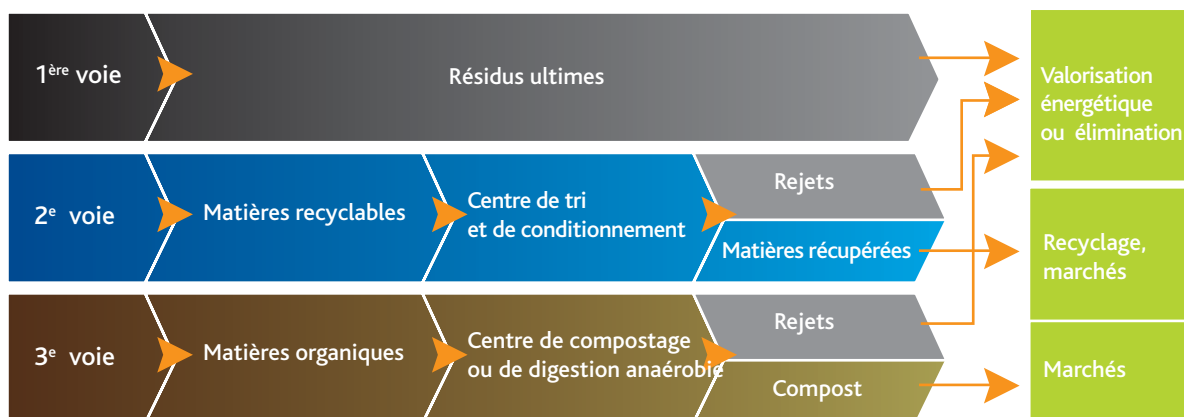 1ère voie
Résidus ultimes
Valorisation
énergétique
ou élimination
2e voie
Matières recyclables
Centre de tri
et de conditionnement
Rejets
Matières récupérées
Recyclage,
marchés
3e voie
Matières organiques
Centre de compostage
ou de digestion anaérobie
Rejets
Compost
Marchés